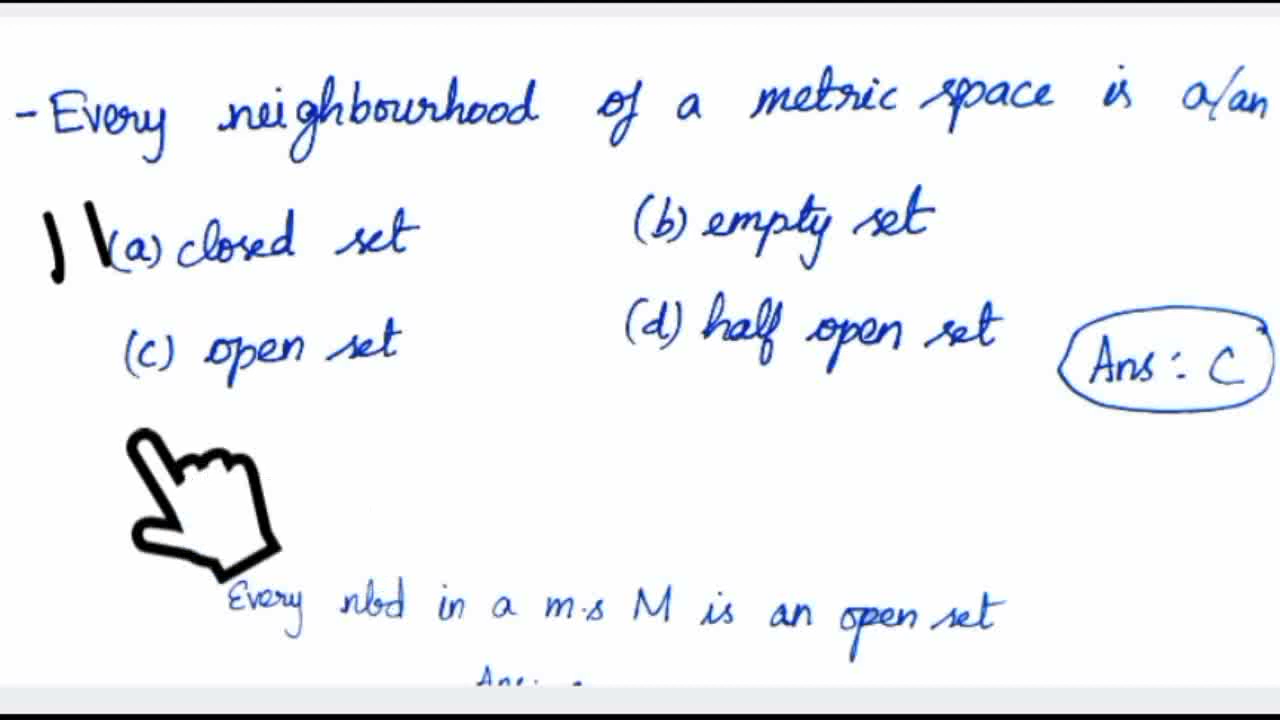 - Every neighbourhood of a metric space is a/an
(a) closed set (b) empty set
(c) open set (d) half open set
Ans: C
Every nbd in a m.s M is an open set